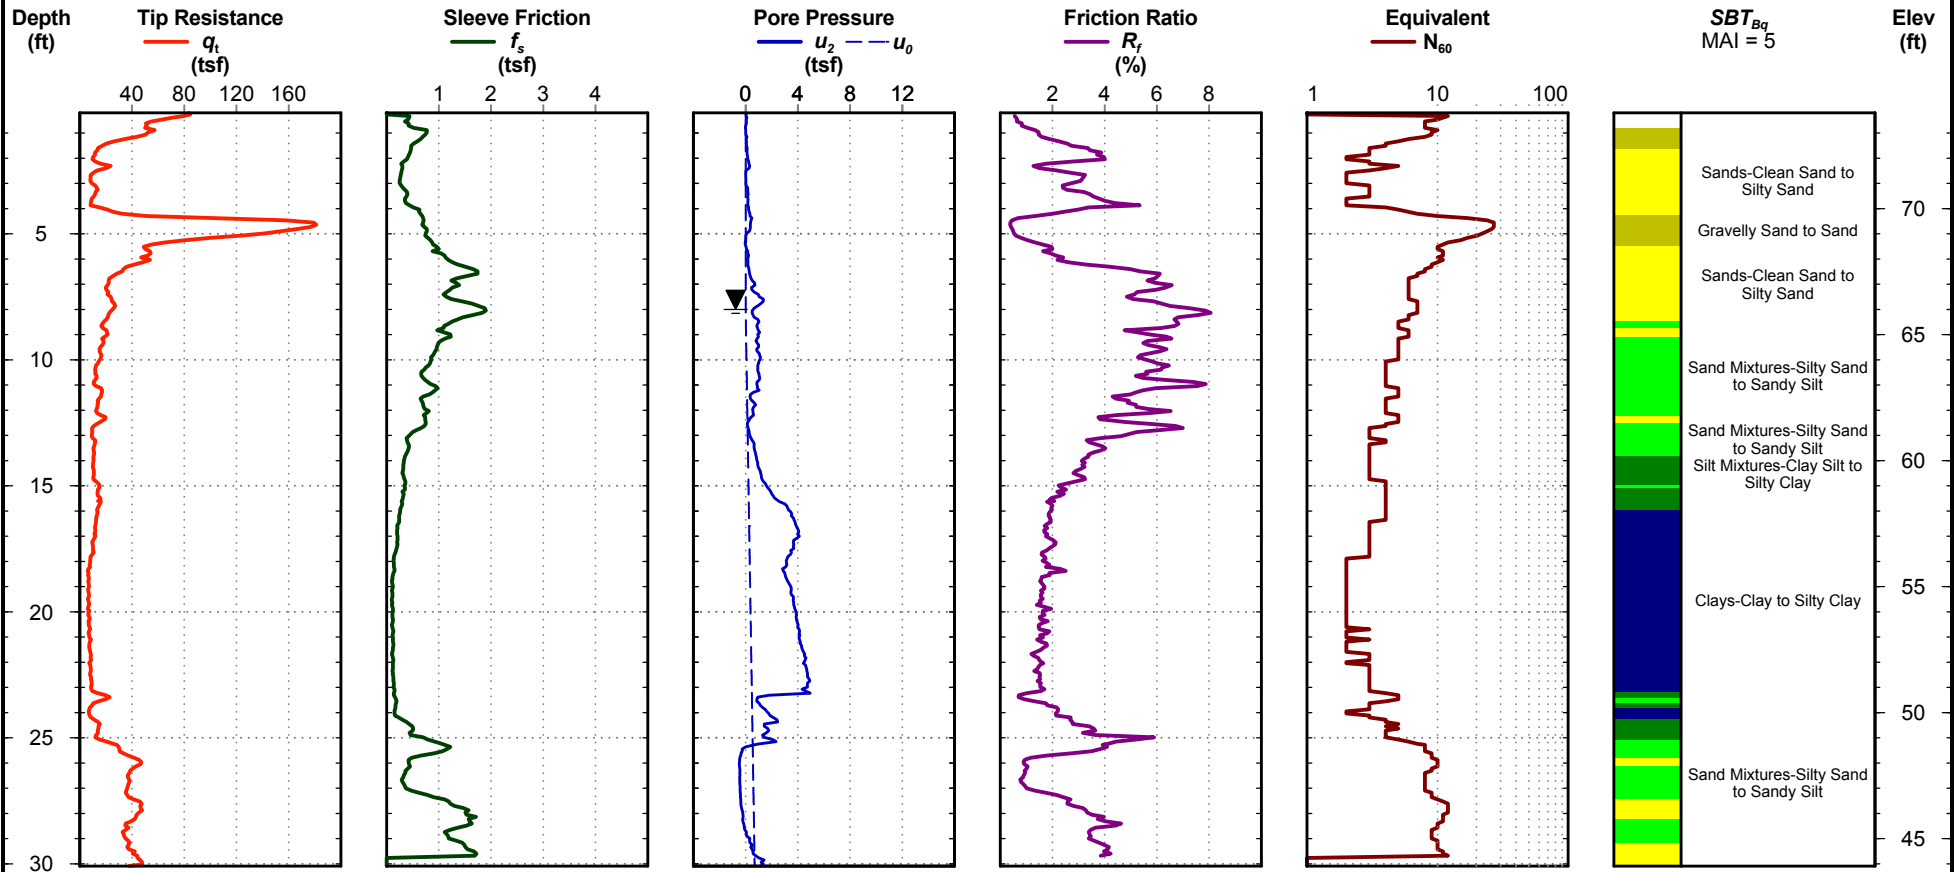 Depth
(ft)
Tip Resistance
qt
(tsf)
Sleeve Friction
fs
(tsf)
Pore Pressure
u2 u0
(tsf)
Friction Ratio
Rf
(%)
Equivalent
N60
SBTBq
MAI = 5
Elev
(ft)
40 80 120 160
1 2 3 4
0 4 8 12
2 4 6 8
1 10 100
5
10
15
20
25
30
Sands-Clean Sand to
Silty Sand
Gravelly Sand to Sand
Sands-Clean Sand to
Silty Sand
Sand Mixtures-Silty Sand
to Sandy Silt
Sand Mixtures-Silty Sand
to Sandy Silt
Silt Mixtures-Clay Silt to
Silty Clay
Clays-Clay to Silty Clay
Sand Mixtures-Silty Sand
to Sandy Silt
70
65
60
55
50
45